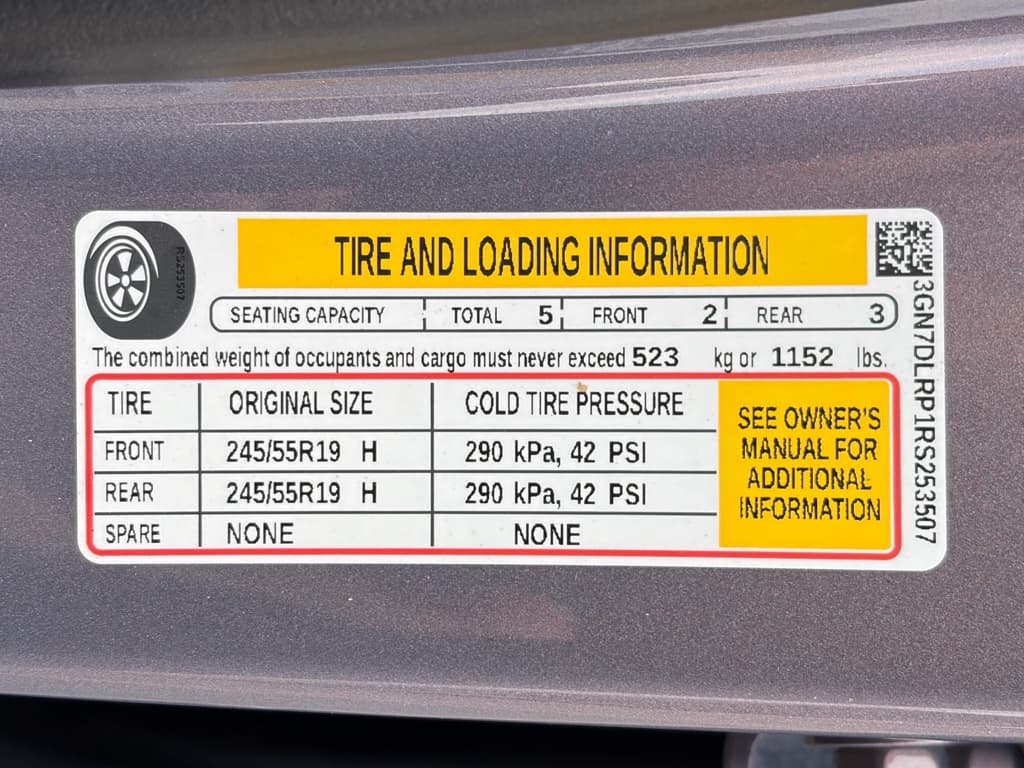 TIRE AND LOADING INFORMATION
RS253507
SEATING CAPACITY TOTAL 5 FRONT 2 REAR 3
The combined weight of occupants and cargo must never exceed 523 kg or 1152 lbs.
TIRE ORIGINAL SIZE COLD TIRE PRESSURE
FRONT 245/55R19 H 290 kPa, 42 PSI
REAR 245/55R19 H 290 kPa, 42 PSI
SPARE NONE NONE
SEE OWNER'S
MANUAL FOR
ADDITIONAL
INFORMATION
3GN7DLRP1RS253507